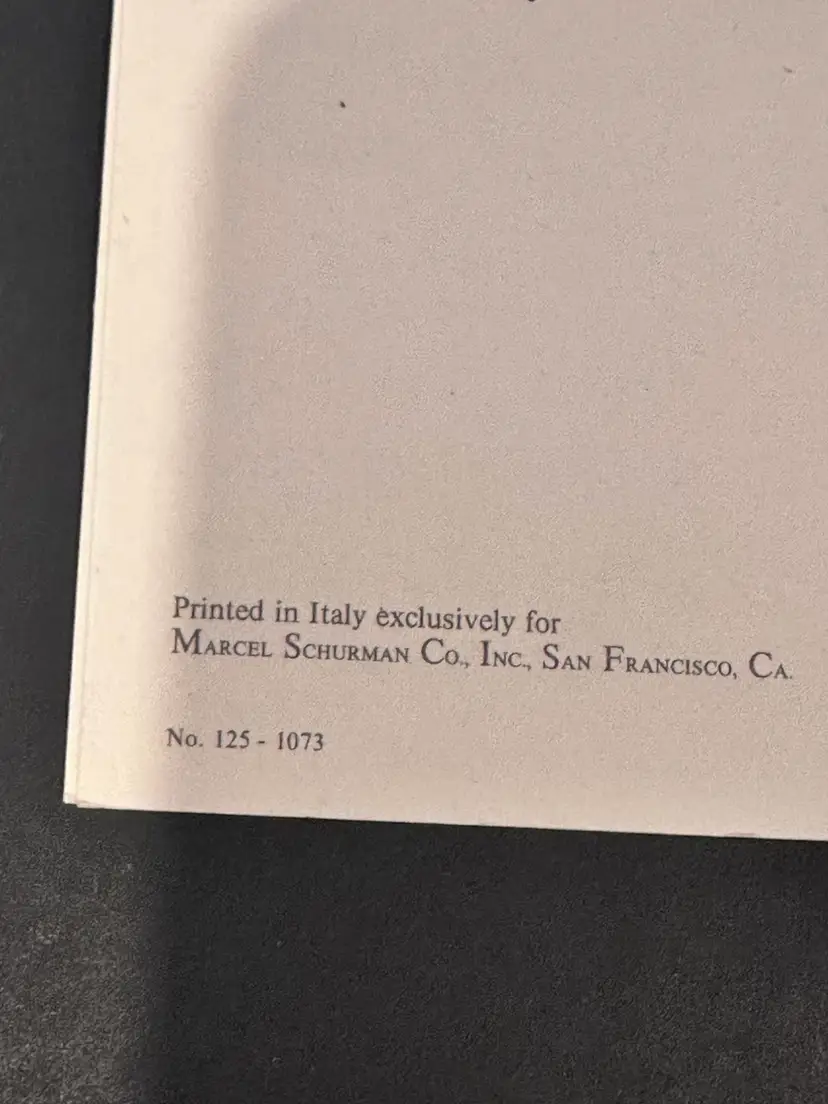 Printed in Italy exclusively for
MARCEL SCHURMAN CO., INC., SAN FRANCISCO, CA.
No. 125 - 1073